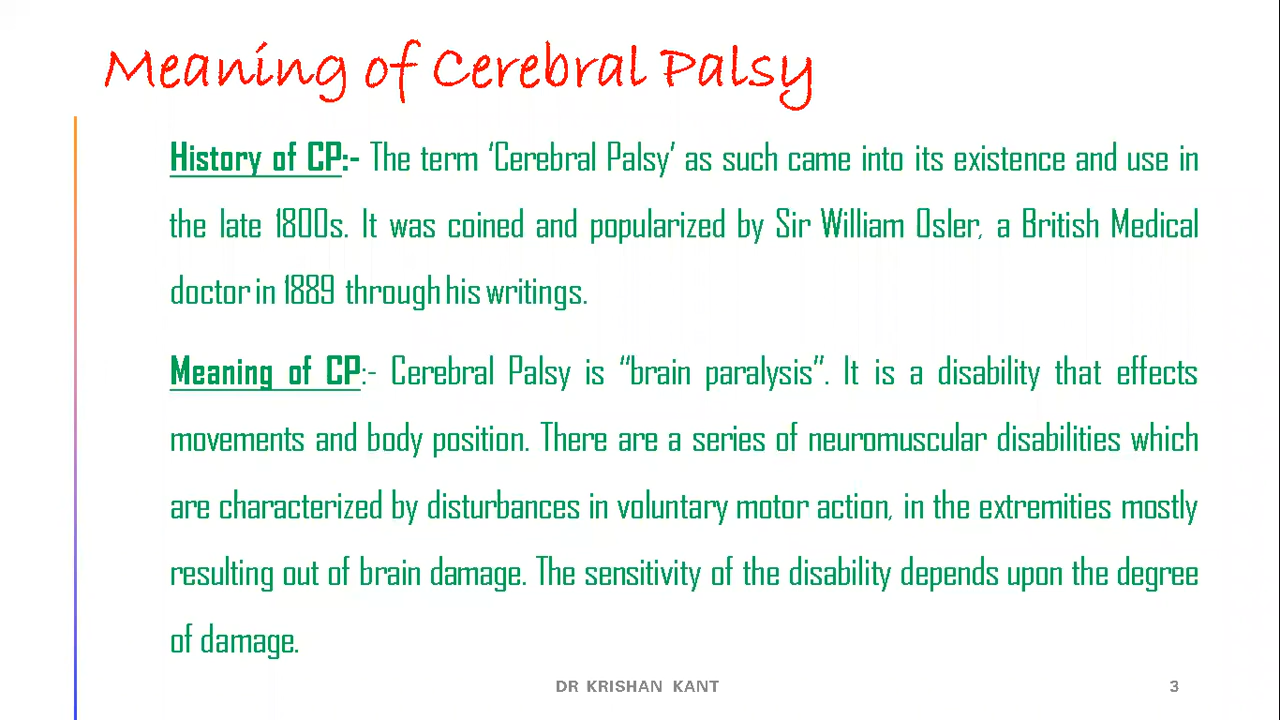 Meaning of Cerebral Palsy
History of CP:- The term ‘Cerebral Palsy’ as such came into its existence and use in
the late 1800s. It was coined and popularized by Sir William Osler, a British Medical
doctor in 1889 through his writings.
Meaning of CP:- Cerebral Palsy is “brain paralysis”. It is a disability that effects
movements and body position. There are a series of neuromuscular disabilities which
are characterized by disturbances in voluntary motor action, in the extremities mostly
resulting out of brain damage. The sensitivity of the disability depends upon the degree
of damage.
DR KRISHAN KANT 3